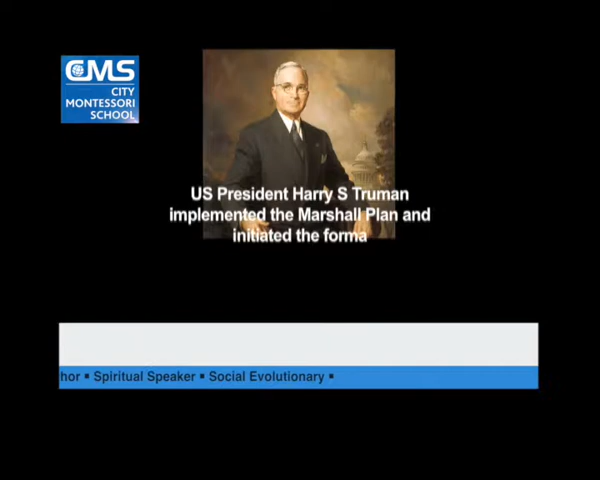 CMS
CITY
MONTESSORI
SCHOOL
US President Harry S Truman
implemented the Marshall Plan and
initiated the forma
hor ▪ Spiritual Speaker ▪ Social Evolutionary ▪